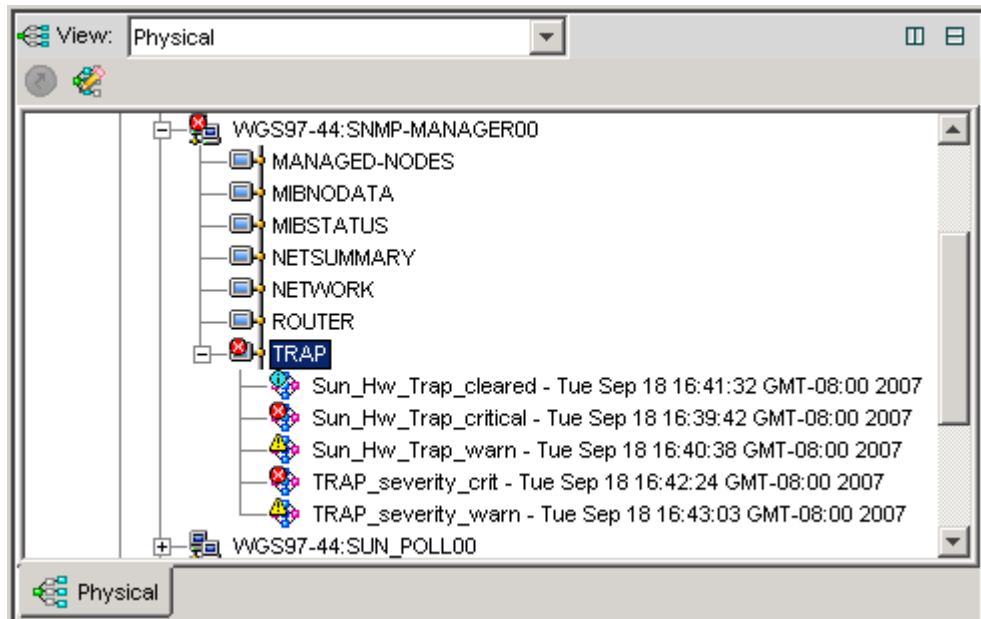 View: Physical
WGS97-44:SNMP-MANAGER00
MANAGED-NODES
MIBNODATA
MIBSTATUS
NETSUMMARY
NETWORK
ROUTER
TRAP
Sun_Hw_Trap_cleared - Tue Sep 18 16:41:32 GMT-08:00 2007
Sun_Hw_Trap_critical - Tue Sep 18 16:39:42 GMT-08:00 2007
Sun_Hw_Trap_warn - Tue Sep 18 16:40:38 GMT-08:00 2007
TRAP_severity_crit - Tue Sep 18 16:42:24 GMT-08:00 2007
TRAP_severity_warn - Tue Sep 18 16:43:03 GMT-08:00 2007
WGS97-44:SUN_POLL00
Physical